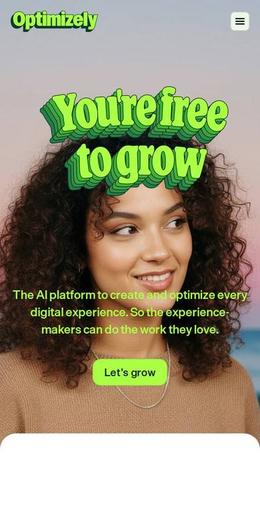 Optimizely
You're free
to grow
The AI platform to create and optimize every
digital experience. So the experience-
makers can do the work they love.
Let's grow